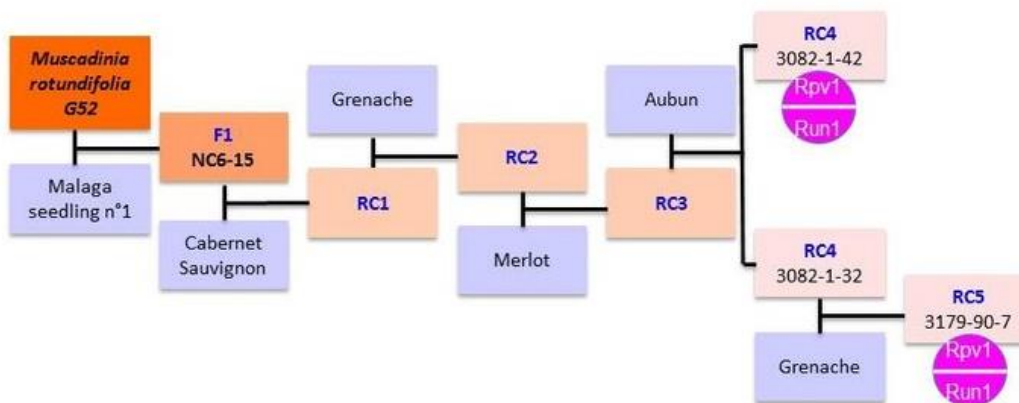 Muscadinia
rotundifolia
G52
Malaga
seedling n°1
F1
NC6-15
Cabernet
Sauvignon
Grenache
RC1
RC2
Merlot
Aubun
RC3
RC4
3082-1-42
Rpv1
Run1
RC4
3082-1-32
Grenache
RC5
3179-90-7
Rpv1
Run1